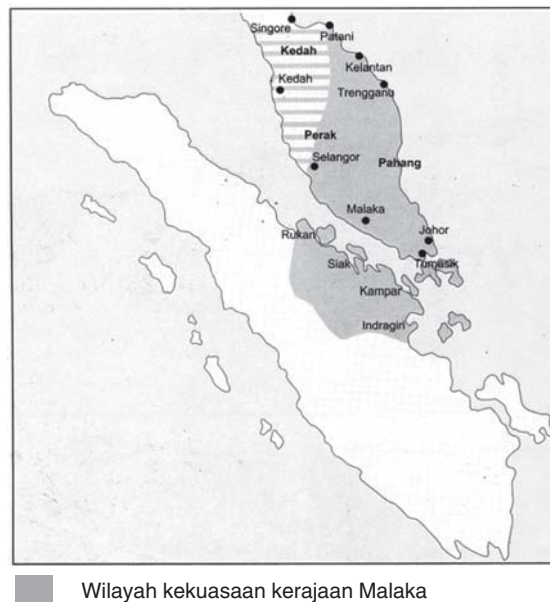 Singore
Patani
Kedah
Kelantan
Kedah
Trengganu
Perak
Selangor
Pahang
Malaka
Johor
Rukan
Tumasik
Siak
Kampar
Indragiri
Wilayah kekuasaan kerajaan Malaka